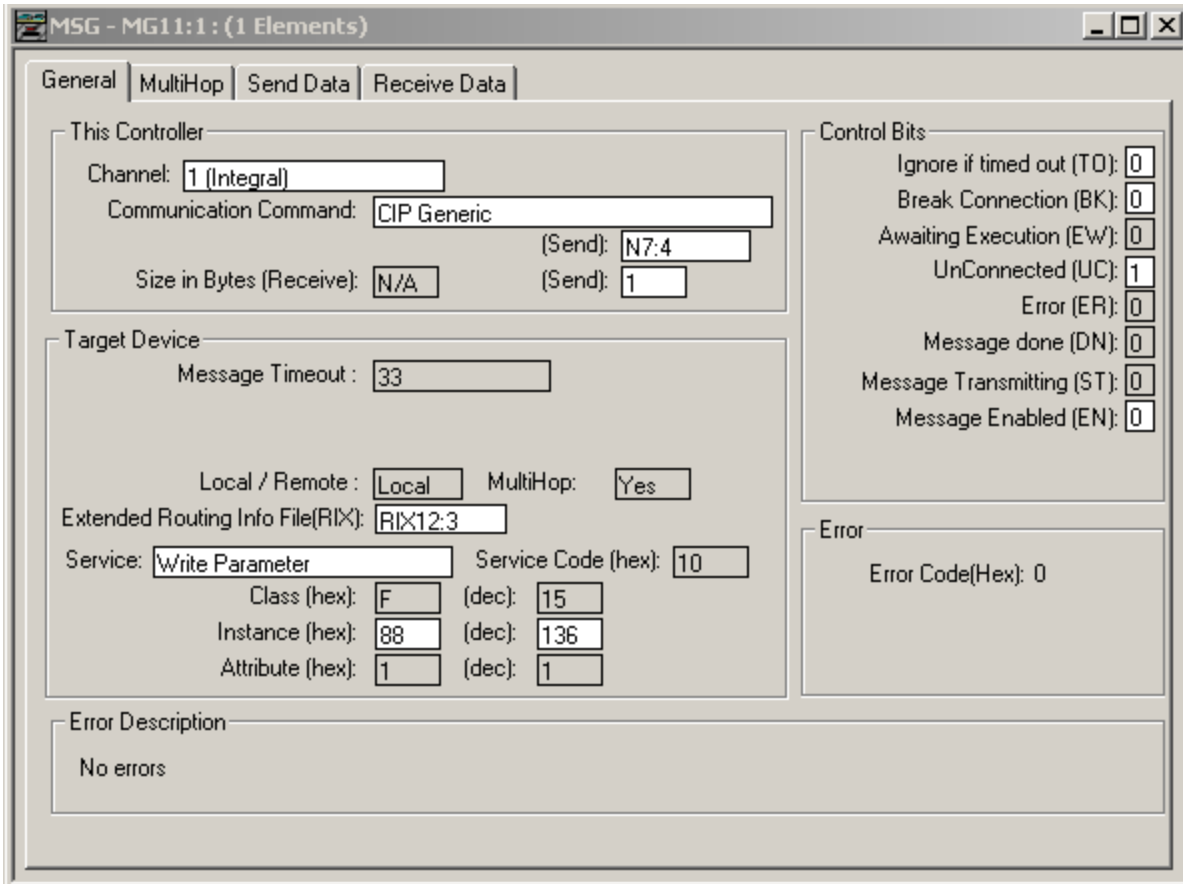 MSG - MG11:1 : (1 Elements)
General MultiHop Send Data Receive Data
This Controller
Channel: 1 (Integral)
Communication Command: CIP Generic
(Send): N7:4
Size in Bytes (Receive): N/A (Send): 1
Target Device
Message Timeout : 33
Local / Remote : Local MultiHop: Yes
Extended Routing Info File(RIX): RIX12:3
Service: Write Parameter Service Code (hex): 10
Class (hex): F (dec): 15
Instance (hex): 88 (dec): 136
Attribute (hex): 1 (dec): 1
Control Bits
Ignore if timed out (TO): 0
Break Connection (BK): 0
Awaiting Execution (EW): 0
UnConnected (UC): 1
Error (ER): 0
Message done (DN): 0
Message Transmitting (ST): 0
Message Enabled (EN): 0
Error
Error Code(Hex): 0
Error Description
No errors